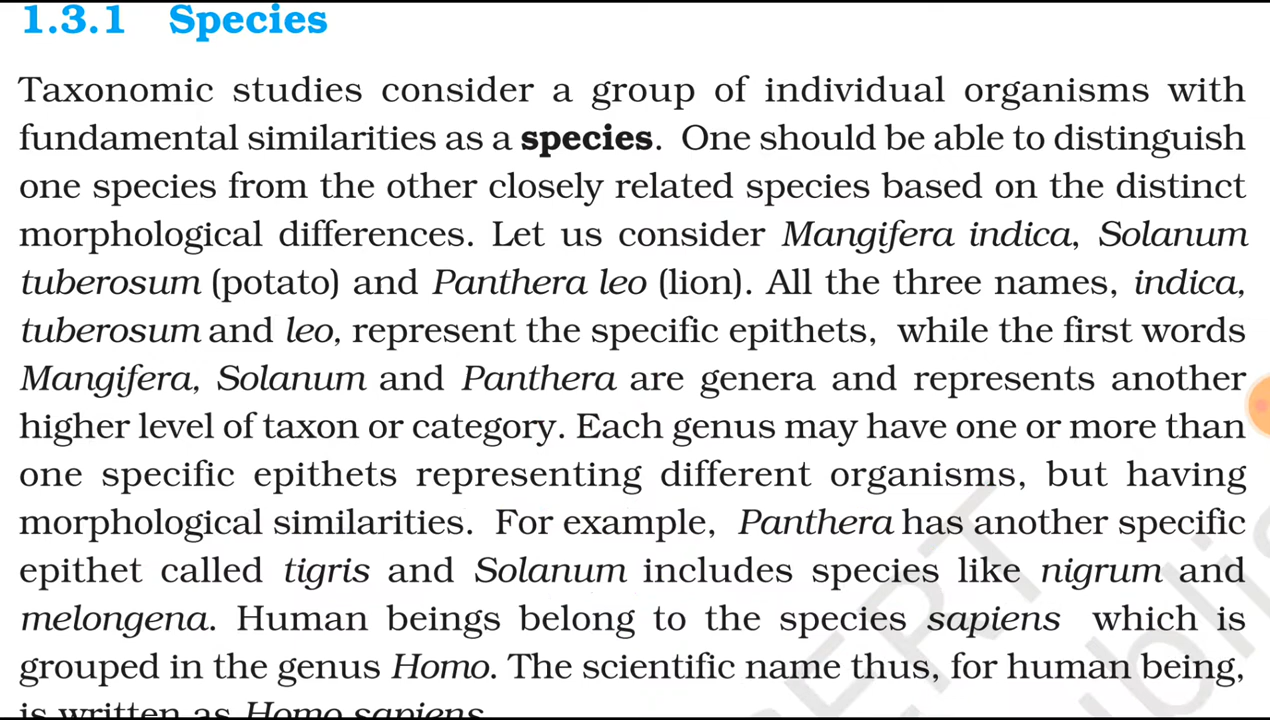 1.3.1 Species
Taxonomic studies consider a group of individual organisms with
fundamental similarities as a species. One should be able to distinguish
one species from the other closely related species based on the distinct
morphological differences. Let us consider Mangifera indica, Solanum
tuberosum (potato) and Panthera leo (lion). All the three names, indica,
tuberosum and leo, represent the specific epithets, while the first words
Mangifera, Solanum and Panthera are genera and represents another
higher level of taxon or category. Each genus may have one or more than
one specific epithets representing different organisms, but having
morphological similarities. For example, Panthera has another specific
epithet called tigris and Solanum includes species like nigrum and
melongena. Human beings belong to the species sapiens which is
grouped in the genus Homo. The scientific name thus, for human being,
is written as Homo sapiens